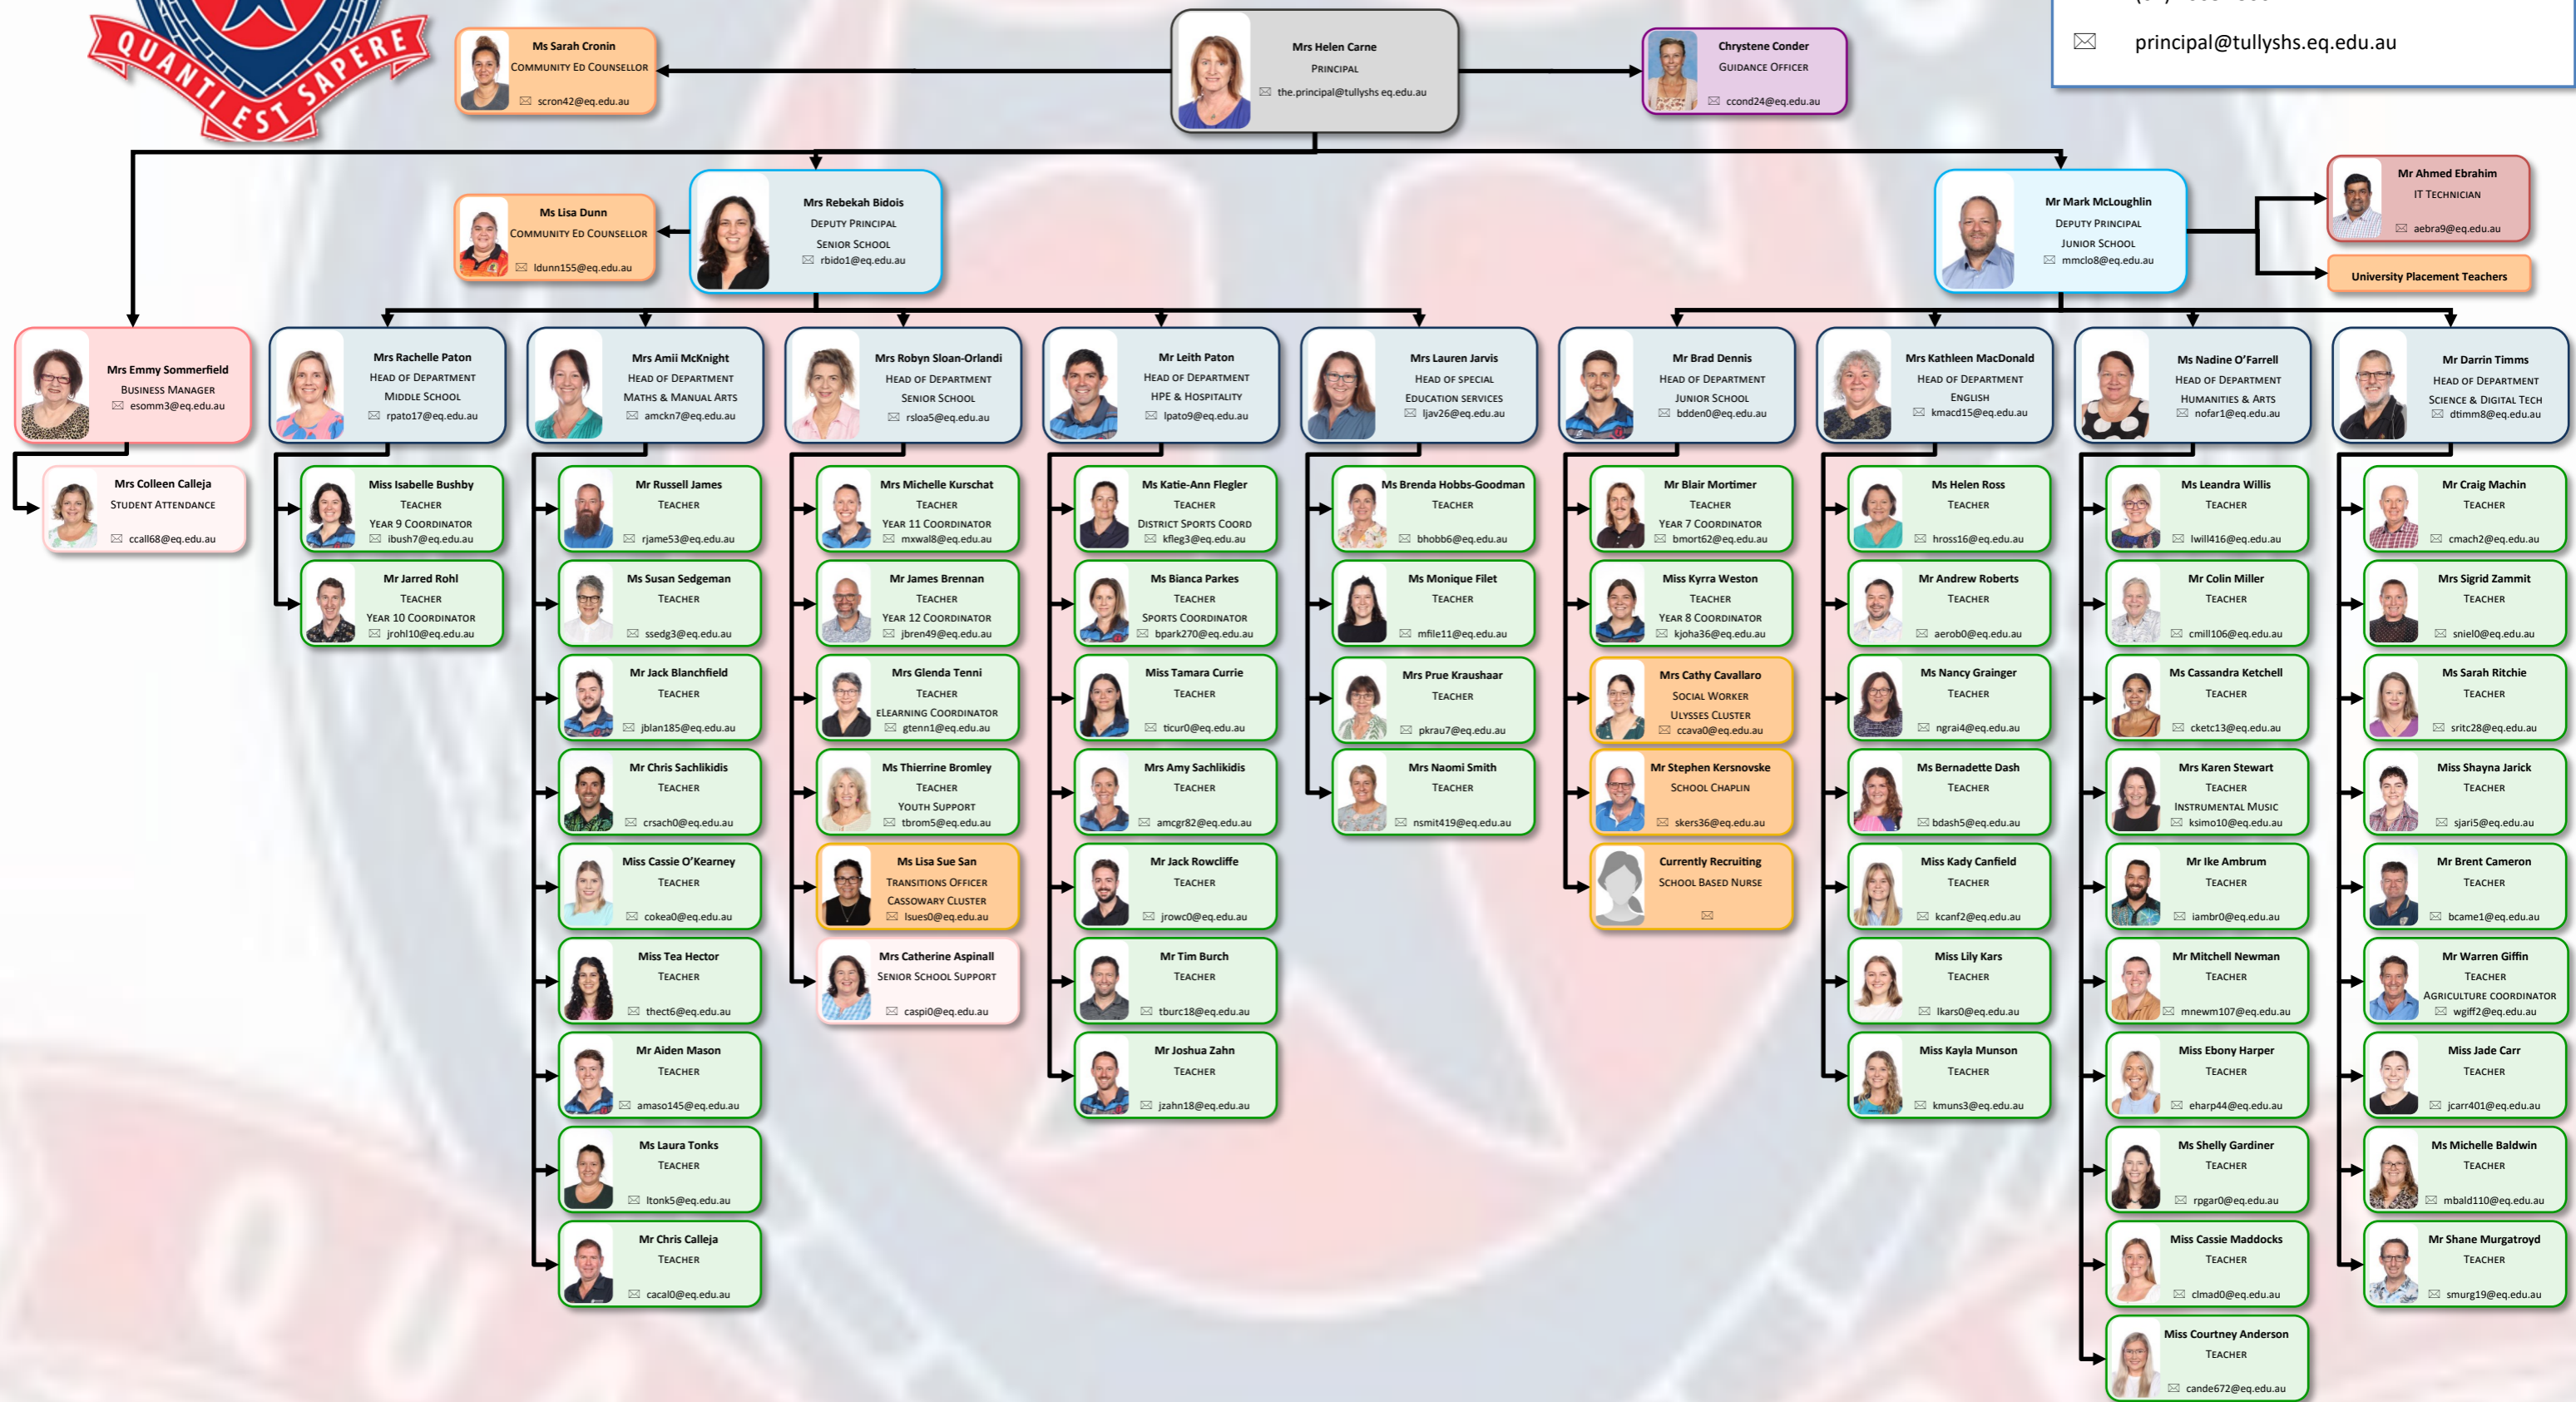 QUANTI EST SAPERE
principal@tullyshs.eq.edu.au
Ms Sarah Cronin
COMMUNITY ED COUNSELLOR
scron42@eq.edu.au
Mrs Helen Carne
PRINCIPAL
the.principal@tullyshs eq.edu.au
Chrystene Conder
GUIDANCE OFFICER
ccond24@eq.edu.au
Ms Lisa Dunn
COMMUNITY ED COUNSELLOR
ldunn155@eq.edu.au
Mrs Rebekah Bidois
DEPUTY PRINCIPAL
SENIOR SCHOOL
rbido1@eq.edu.au
Mr Mark McLoughlin
DEPUTY PRINCIPAL
JUNIOR SCHOOL
mmclo8@eq.edu.au
Mr Ahmed Ebrahim
IT TECHNICIAN
aebra9@eq.edu.au
University Placement Teachers
Mrs Emmy Sommerfield
BUSINESS MANAGER
esomm3@eq.edu.au
Mrs Colleen Calleja
STUDENT ATTENDANCE
ccall68@eq.edu.au
Mrs Rachelle Paton
HEAD OF DEPARTMENT
MIDDLE SCHOOL
rpato17@eq.edu.au
Miss Isabelle Bushby
TEACHER
YEAR 9 COORDINATOR
ibush7@eq.edu.au
Mr Jarred Rohl
TEACHER
YEAR 10 COORDINATOR
jrohl10@eq.edu.au
Mrs Amii McKnight
HEAD OF DEPARTMENT
MATHS & MANUAL ARTS
amckn7@eq.edu.au
Mr Russell James
TEACHER
rjame53@eq.edu.au
Ms Susan Sedgeman
TEACHER
ssedg3@eq.edu.au
Mr Jack Blanchfield
TEACHER
jblan185@eq.edu.au
Mr Chris Sachlikidis
TEACHER
crsach0@eq.edu.au
Miss Cassie O'Kearney
TEACHER
cokea0@eq.edu.au
Miss Tea Hector
TEACHER
thect6@eq.edu.au
Mr Aiden Mason
TEACHER
amaso145@eq.edu.au
Ms Laura Tonks
TEACHER
ltonk5@eq.edu.au
Mr Chris Calleja
TEACHER
cacal0@eq.edu.au
Mrs Robyn Sloan-Orlandi
HEAD OF DEPARTMENT
SENIOR SCHOOL
rsloa5@eq.edu.au
Mrs Michelle Kurschat
TEACHER
YEAR 11 COORDINATOR
mxwal8@eq.edu.au
Mr James Brennan
TEACHER
YEAR 12 COORDINATOR
jbren49@eq.edu.au
Mrs Glenda Tenni
TEACHER
ELEARNING COORDINATOR
gtenn1@eq.edu.au
Ms Thierrine Bromley
TEACHER
YOUTH SUPPORT
tbrom5@eq.edu.au
Ms Lisa Sue San
TRANSITIONS OFFICER
CASSOWARY CLUSTER
lsues0@eq.edu.au
Mrs Catherine Aspinall
SENIOR SCHOOL SUPPORT
caspi0@eq.edu.au
Mr Leith Paton
HEAD OF DEPARTMENT
HPE & HOSPITALITY
lpato9@eq.edu.au
Ms Katie-Ann Flegler
TEACHER
DISTRICT SPORTS COORD
kfleg3@eq.edu.au
Ms Bianca Parkes
TEACHER
SPORTS COORDINATOR
bpark270@eq.edu.au
Miss Tamara Currie
TEACHER
ticur0@eq.edu.au
Mrs Amy Sachlikidis
TEACHER
amcgr82@eq.edu.au
Mr Jack Rowcliffe
TEACHER
jrowc0@eq.edu.au
Mr Tim Burch
TEACHER
tburc18@eq.edu.au
Mr Joshua Zahn
TEACHER
jzahn18@eq.edu.au
Mrs Lauren Jarvis
HEAD OF SPECIAL
EDUCATION SERVICES
ljav26@eq.edu.au
Ms Brenda Hobbs-Goodman
TEACHER
bhobb6@eq.edu.au
Ms Monique Filet
TEACHER
mfile11@eq.edu.au
Mrs Prue Kraushaar
TEACHER
pkrau7@eq.edu.au
Mrs Naomi Smith
TEACHER
nsmit419@eq.edu.au
Mr Brad Dennis
HEAD OF DEPARTMENT
JUNIOR SCHOOL
bdden0@eq.edu.au
Mr Blair Mortimer
TEACHER
YEAR 7 COORDINATOR
bmort62@eq.edu.au
Miss Kyrra Weston
TEACHER
YEAR 8 COORDINATOR
kjoha36@eq.edu.au
Mrs Cathy Cavallaro
SOCIAL WORKER
ULYSSES CLUSTER
ccava0@eq.edu.au
Mr Stephen Kersnovske
SCHOOL CHAPLIN
skers36@eq.edu.au
Currently Recruiting
SCHOOL BASED NURSE
Mrs Kathleen MacDonald
HEAD OF DEPARTMENT
ENGLISH
kmacd15@eq.edu.au
Ms Helen Ross
TEACHER
hross16@eq.edu.au
Mr Andrew Roberts
TEACHER
aerob0@eq.edu.au
Ms Nancy Grainger
TEACHER
ngrai4@eq.edu.au
Ms Bernadette Dash
TEACHER
bdash5@eq.edu.au
Miss Kady Canfield
TEACHER
kcanf2@eq.edu.au
Miss Lily Kars
TEACHER
lkars0@eq.edu.au
Miss Kayla Munson
TEACHER
kmuns3@eq.edu.au
Ms Nadine O'Farrell
HEAD OF DEPARTMENT
HUMANITIES & ARTS
nofar1@eq.edu.au
Ms Leandra Willis
TEACHER
lwill416@eq.edu.au
Mr Colin Miller
TEACHER
cmill106@eq.edu.au
Ms Cassandra Ketchell
TEACHER
cketc13@eq.edu.au
Mrs Karen Stewart
TEACHER
INSTRUMENTAL MUSIC
ksimo10@eq.edu.au
Mr Ike Ambrum
TEACHER
iambr0@eq.edu.au
Mr Mitchell Newman
TEACHER
mnewm107@eq.edu.au
Miss Ebony Harper
TEACHER
eharp44@eq.edu.au
Ms Shelly Gardiner
TEACHER
rpgar0@eq.edu.au
Miss Cassie Maddocks
TEACHER
clmad0@eq.edu.au
Miss Courtney Anderson
TEACHER
cande672@eq.edu.au
Mr Darrin Timms
HEAD OF DEPARTMENT
SCIENCE & DIGITAL TECH
dtimm8@eq.edu.au
Mr Craig Machin
TEACHER
cmach2@eq.edu.au
Mrs Sigrid Zammit
TEACHER
sniel0@eq.edu.au
Ms Sarah Ritchie
TEACHER
sritc28@eq.edu.au
Miss Shayna Jarick
TEACHER
sjari5@eq.edu.au
Mr Brent Cameron
TEACHER
bcame1@eq.edu.au
Mr Warren Giffin
TEACHER
AGRICULTURE COORDINATOR
wgiff2@eq.edu.au
Miss Jade Carr
TEACHER
jcarr401@eq.edu.au
Ms Michelle Baldwin
TEACHER
mbald110@eq.edu.au
Mr Shane Murgatroyd
TEACHER
smurg19@eq.edu.au